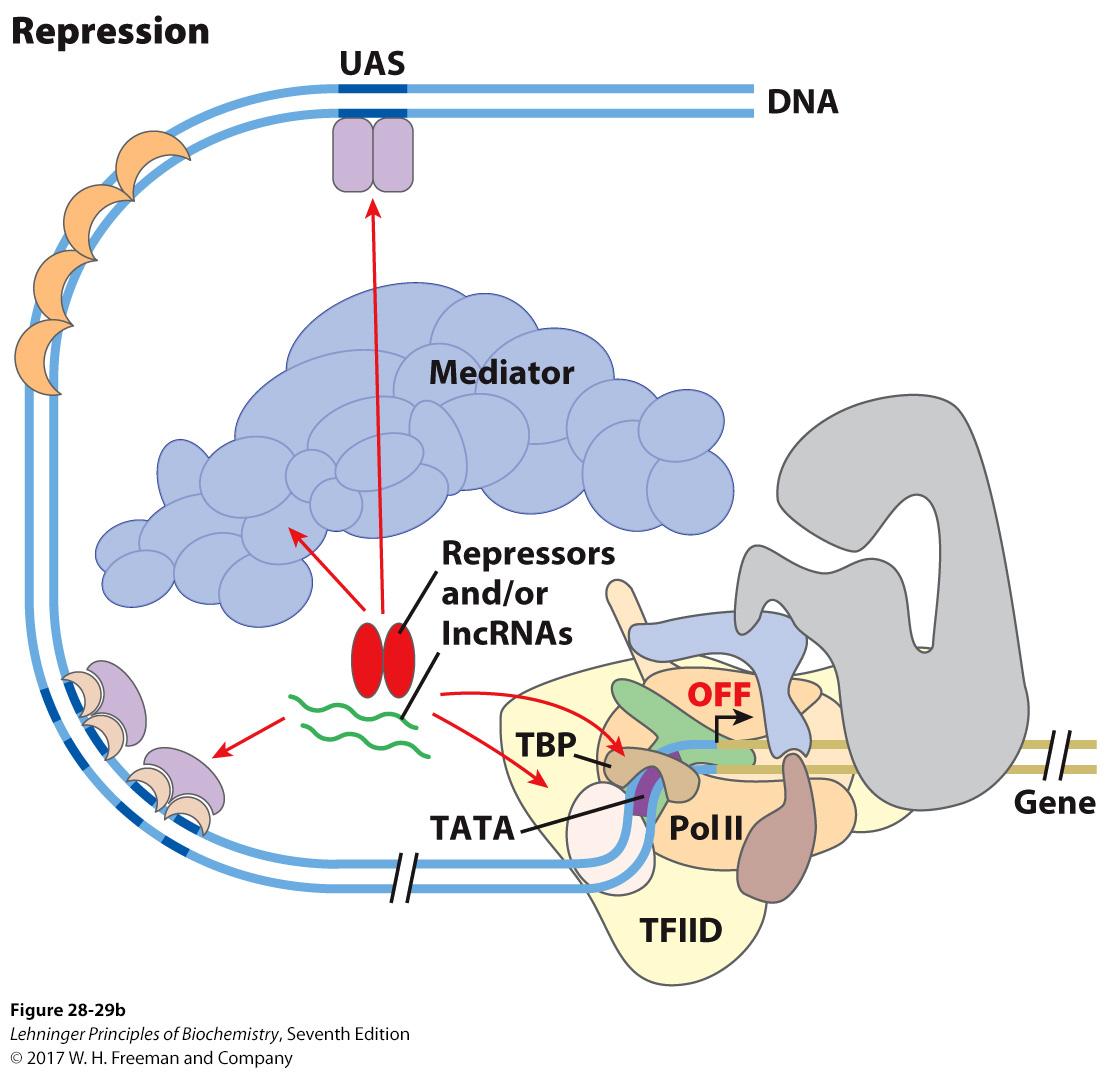 Repression
UAS
DNA
Mediator
Repressors
and/or
lncRNAs
OFF
TBP
TATA
Pol II
Gene
TFIID
Figure 28-29b
Lehninger Principles of Biochemistry, Seventh Edition
© 2017 W. H. Freeman and Company